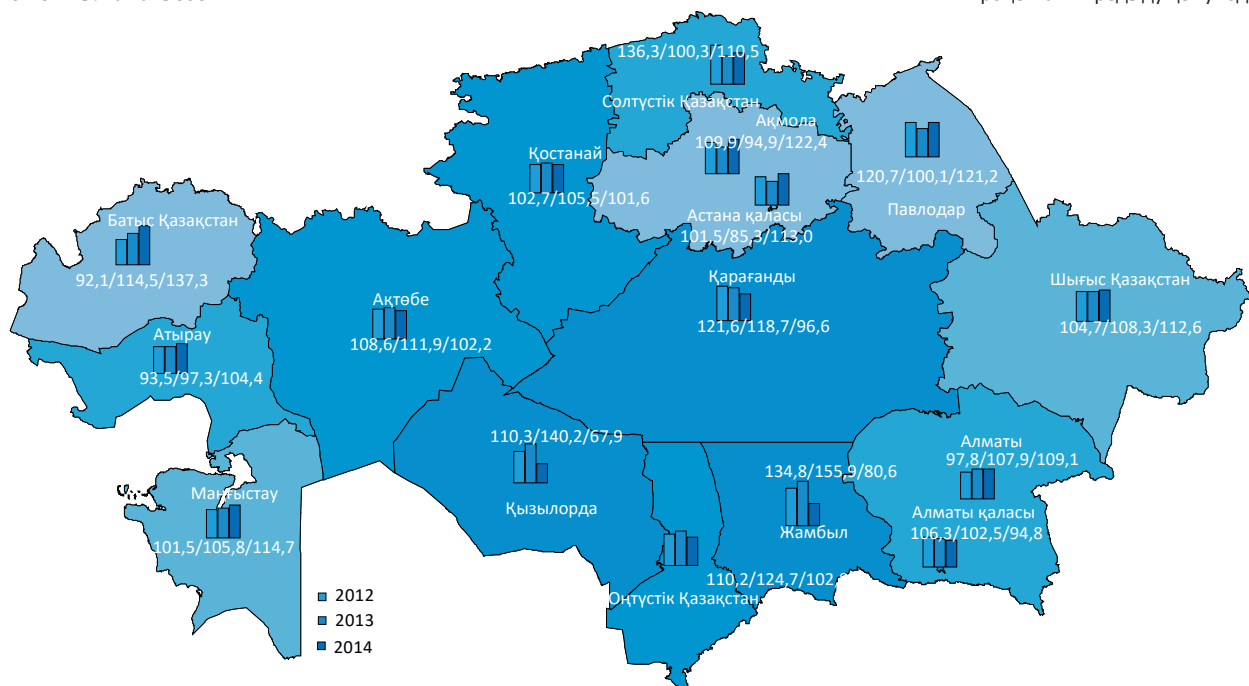 136,3/100,3/110,5
Солтүстік Қазақстан
Ақмола
109,9/94,9/122,4
Қостанай
102,7/105,5/101,6
120,7/100,1/121,2
Павлодар
Астана қаласы
101,5/85,3/113,0
Батыс Қазақстан
92,1/114,5/137,3
Қарағанды
121,6/118,7/96,6
Шығыс Қазақстан
104,7/108,3/112,6
Ақтөбе
108,6/111,9/102,2
Атырау
93,5/97,3/104,4
110,3/140,2/67,9
Қызылорда
134,8/155,9/80,6
Жамбыл
Алматы
97,8/107,9/109,1
Алматы қаласы
106,3/102,5/94,8
Маңғыстау
101,5/105,8/114,7
110,2/124,7/102
Оңтүстік Қазақстан
2012
2013
2014